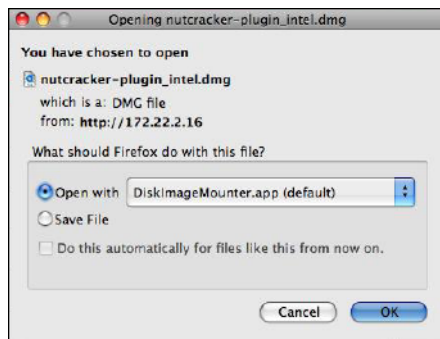 Opening nutcracker-plugin_intel.dmg
You have chosen to open
nutcracker-plugin_intel.dmg
which is a: DMG file
from: http://172.22.2.16
What should Firefox do with this file?
Open with DiskImageMounter.app (default)
Save File
Do this automatically for files like this from now on.
Cancel OK